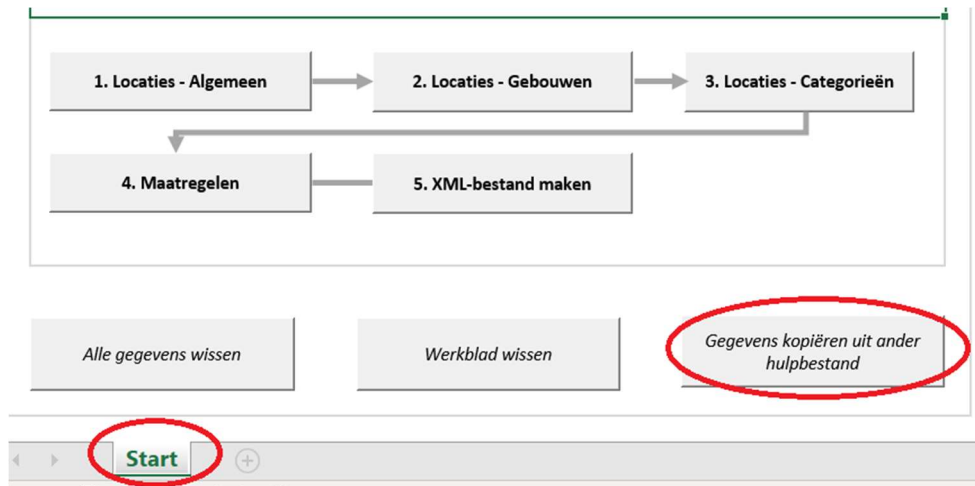 1. Locaties - Algemeen
2. Locaties - Gebouwen
3. Locaties - Categorieën
4. Maatregelen
5. XML-bestand maken
Alle gegevens wissen
Werkblad wissen
Gegevens kopiëren uit ander
hulpbestand
Start